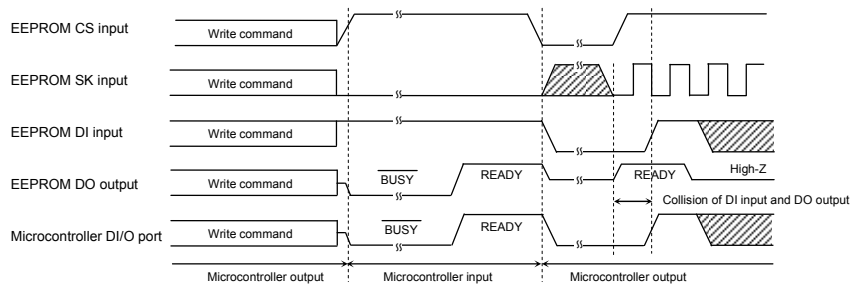 EEPROM CS input
Write command
EEPROM SK input
Write command
EEPROM DI input
Write command
EEPROM DO output
Write command
BUSY
READY
READY
High-Z
Collision of DI input and DO output
Microcontroller DI/O port
Write command
BUSY
READY
Microcontroller output
Microcontroller input
Microcontroller output